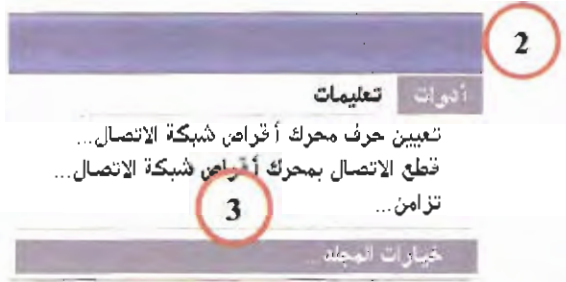 2
أدوات تعليمات
تعيين حرف محرك أقراص شبكة الاتصال...
قطع الاتصال بمحرك أقراص شبكة الاتصال...
تزامن...
3
خيارات المجلد...